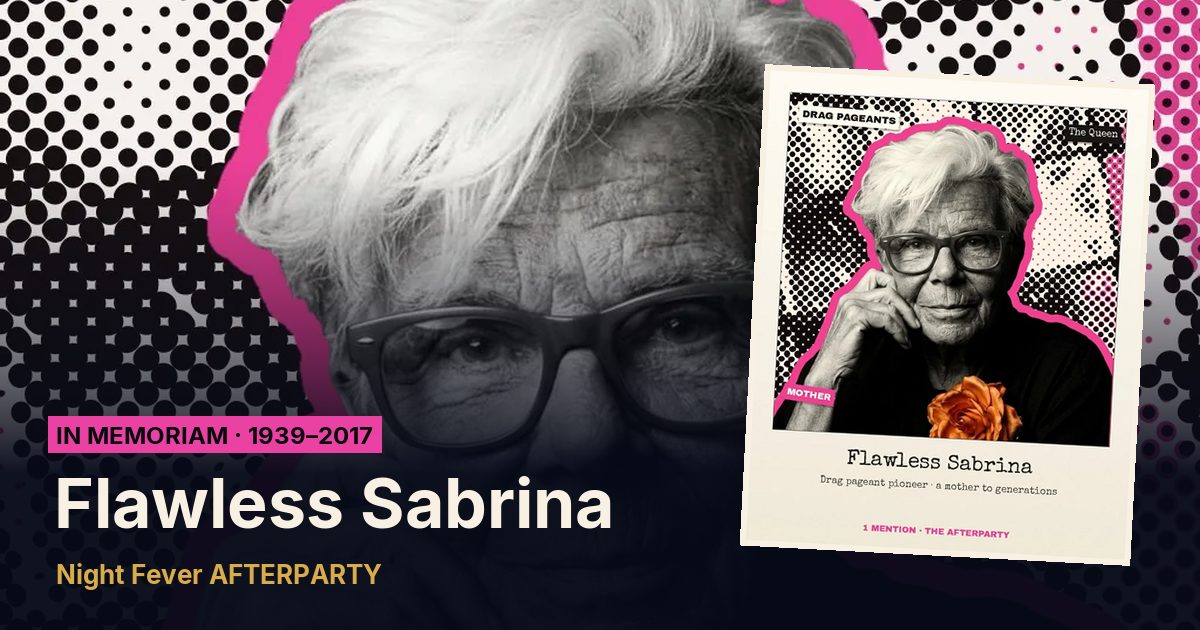 IN MEMORIAM · 1939–2017
Flawless Sabrina
Night Fever AFTERPARTY
DRAG PAGEANTS
The Queen
MOTHER
Flawless Sabrina
Drag pageant pioneer · a mother to generations
1 MENTION · THE AFTERPARTY